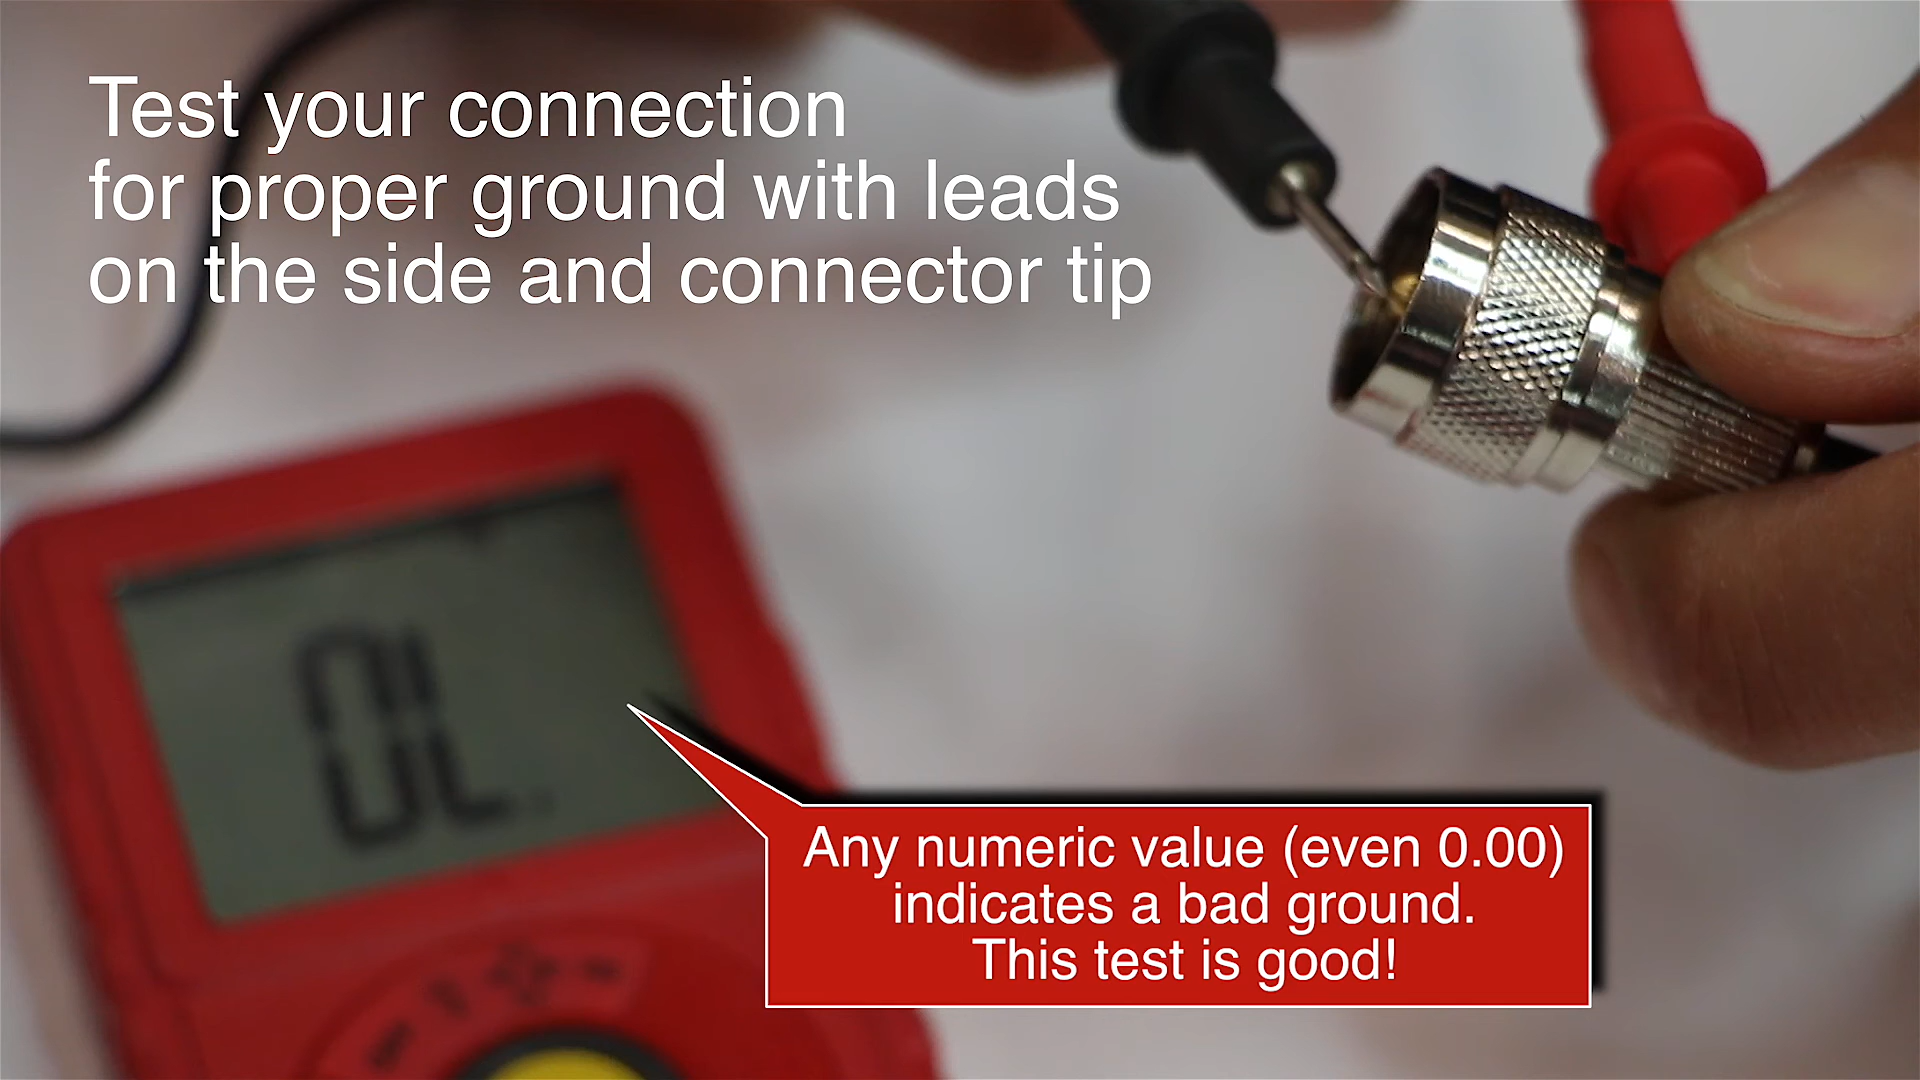 Test your connection
for proper ground with leads
on the side and connector tip
OL
Any numeric value (even 0.00)
indicates a bad ground.
This test is good!